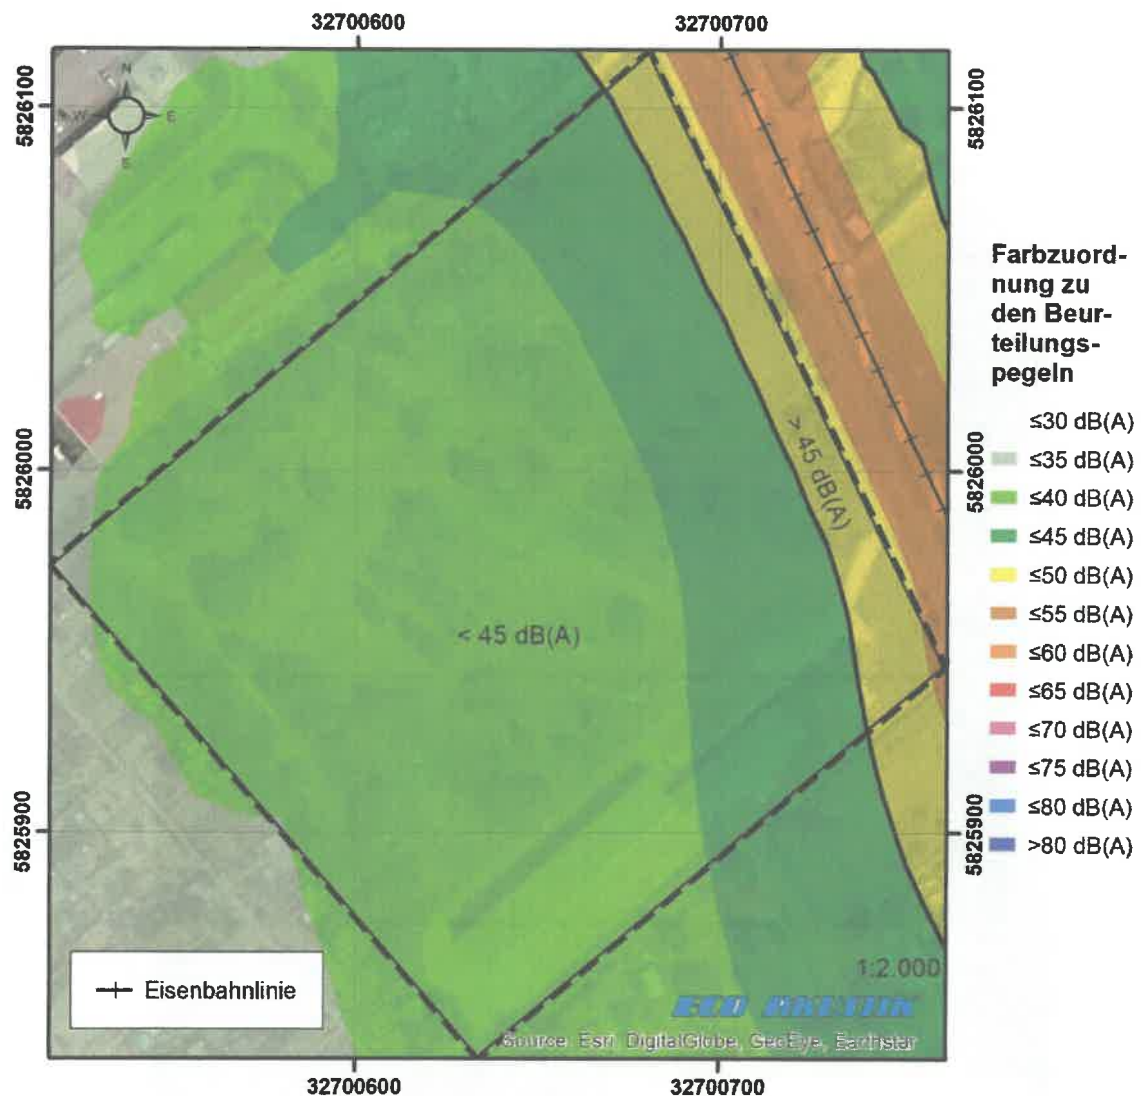 32700600
32700700
5826100
5826100
N
W
E
S
Farbzuord-
nung zu
den Beur-
teilungs-
pegeln
≤30 dB(A)
≤35 dB(A)
≤40 dB(A)
≤45 dB(A)
≤50 dB(A)
≤55 dB(A)
≤60 dB(A)
≤65 dB(A)
≤70 dB(A)
≤75 dB(A)
≤80 dB(A)
>80 dB(A)
5826000
5826000
> 45 dB(A)
< 45 dB(A)
5825900
5825900
Eisenbahnlinie
1:2.000
ECO AKUSTIK
Source: Esri, DigitalGlobe, GeoEye, Earthstar
32700600
32700700